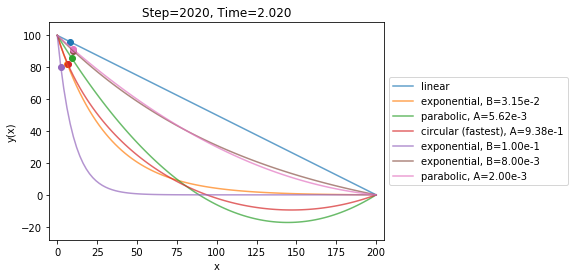 Step=2020, Time=2.020
100
80
60
40
20
0
−20
y(x)
0
25
50
75
100
125
150
175
200
x
linear
exponential, B=3.15e-2
parabolic, A=5.62e-3
circular (fastest), A=9.38e-1
exponential, B=1.00e-1
exponential, B=8.00e-3
parabolic, A=2.00e-3